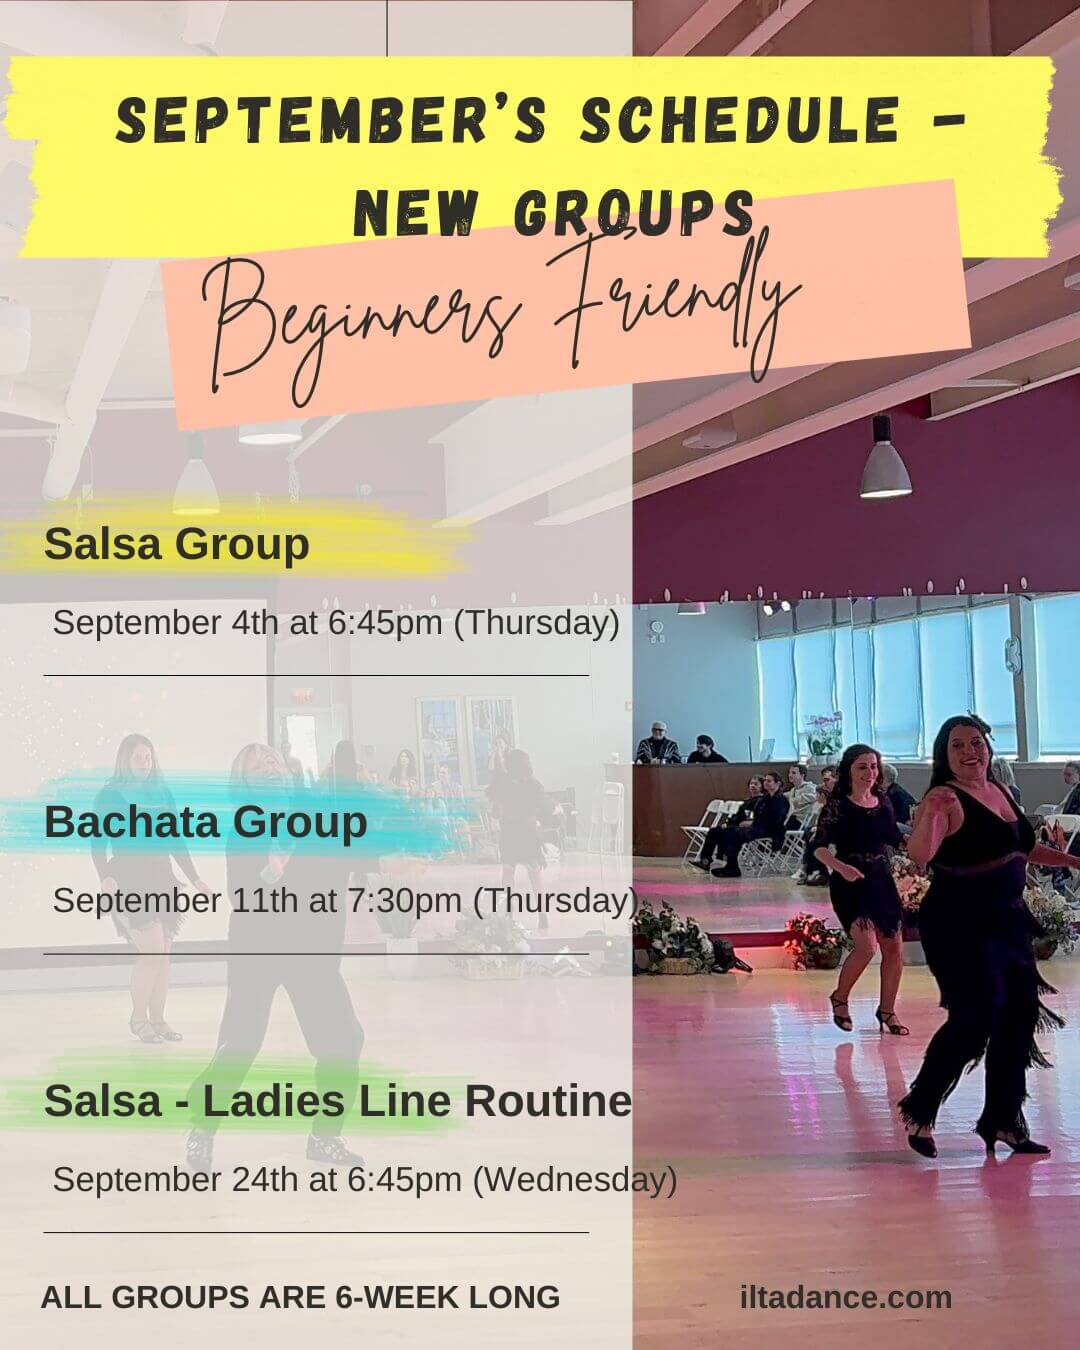 SEPTEMBER'S SCHEDULE –
NEW GROUPS
Beginners Friendly
Salsa Group
September 4th at 6:45pm (Thursday)
Bachata Group
September 11th at 7:30pm (Thursday)
Salsa - Ladies Line Routine
September 24th at 6:45pm (Wednesday)
ALL GROUPS ARE 6-WEEK LONG
iltadance.com